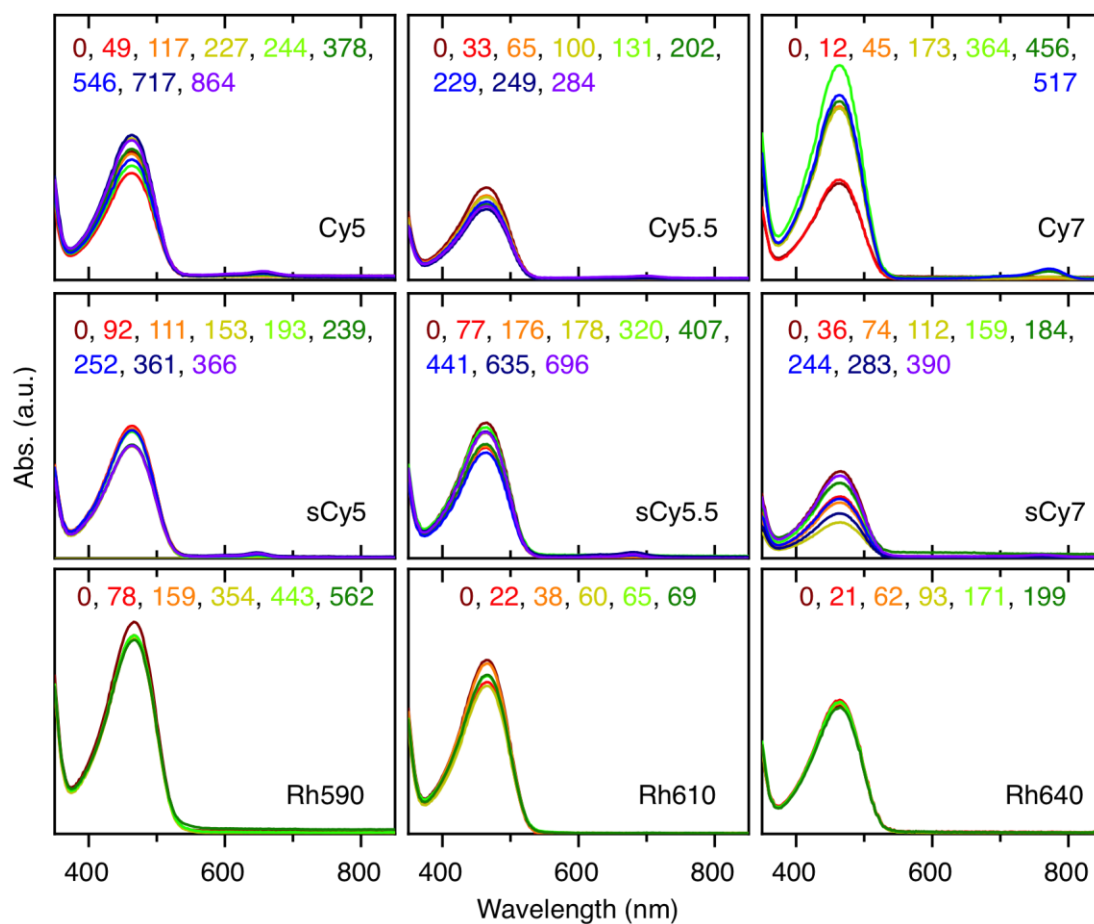 0, 49, 117, 227, 244, 378,
546, 717, 864
Cy5
0, 33, 65, 100, 131, 202,
229, 249, 284
Cy5.5
0, 12, 45, 173, 364, 456,
517
Cy7
0, 92, 111, 153, 193, 239,
252, 361, 366
sCy5
0, 77, 176, 178, 320, 407,
441, 635, 696
sCy5.5
0, 36, 74, 112, 159, 184,
244, 283, 390
sCy7
0, 78, 159, 354, 443, 562
Rh590
0, 22, 38, 60, 65, 69
Rh610
0, 21, 62, 93, 171, 199
Rh640
Abs. (a.u.)
400 600 800 400 600 800 400 600 800
Wavelength (nm)